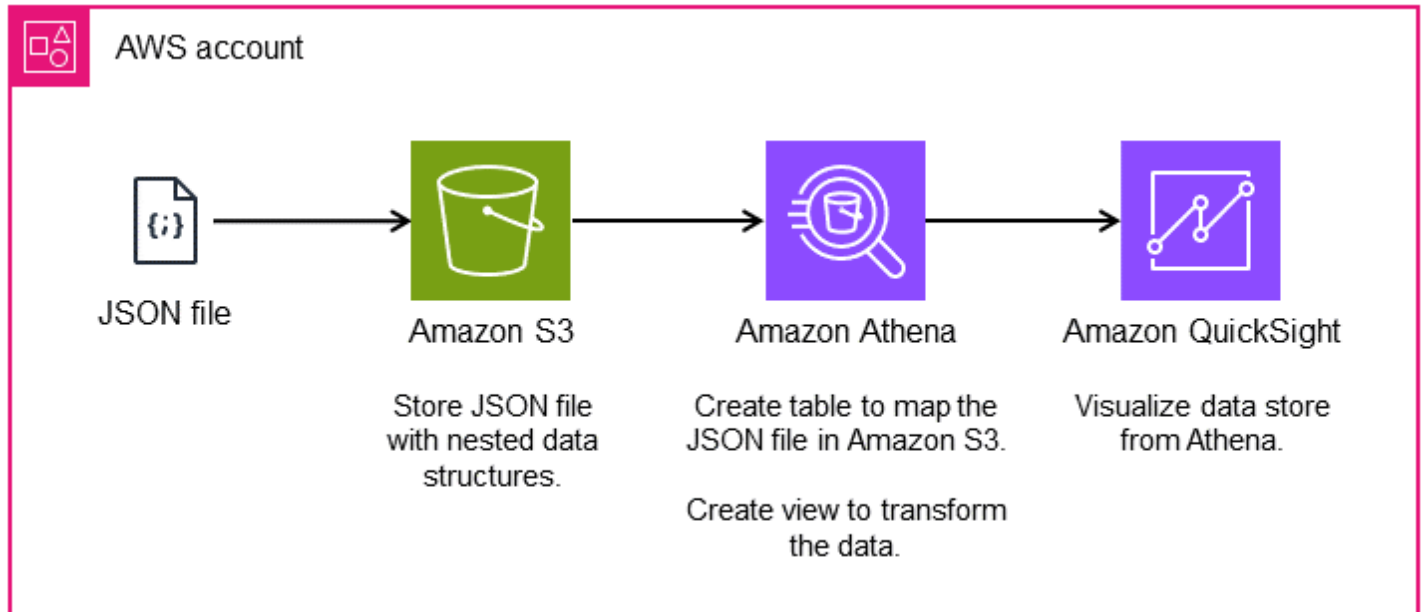 AWS account
{;}
JSON file
Amazon S3
Amazon Athena
Amazon QuickSight
Store JSON file
with nested data
structures.
Create table to map the
JSON file in Amazon S3.
Create view to transform
the data.
Visualize data store
from Athena.